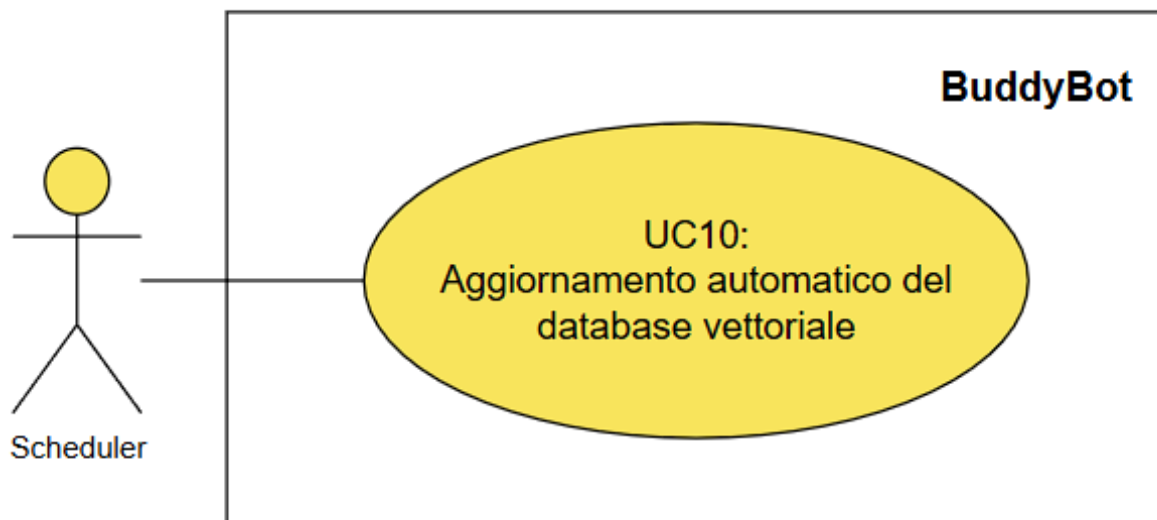 BuddyBot
UC10:
Aggiornamento automatico del
database vettoriale
Scheduler